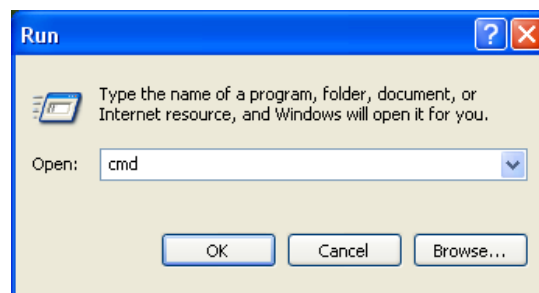 Run
Type the name of a program, folder, document, or
Internet resource, and Windows will open it for you.
Open: cmd
OK Cancel Browse...